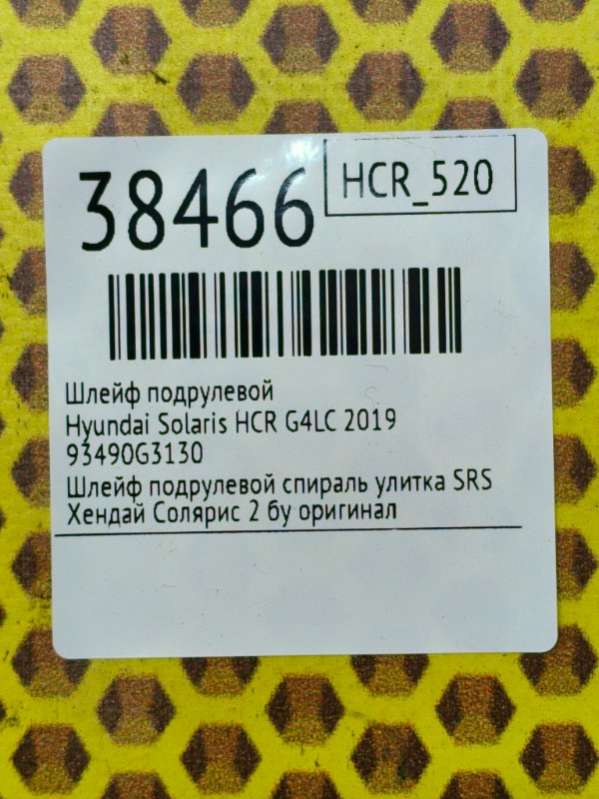 38466
HCR_520
Шлейф подрулевой
Hyundai Solaris HCR G4LC 2019
93490G3130
Шлейф подрулевой спираль улитка SRS
Хендай Солярис 2 бу оригинал